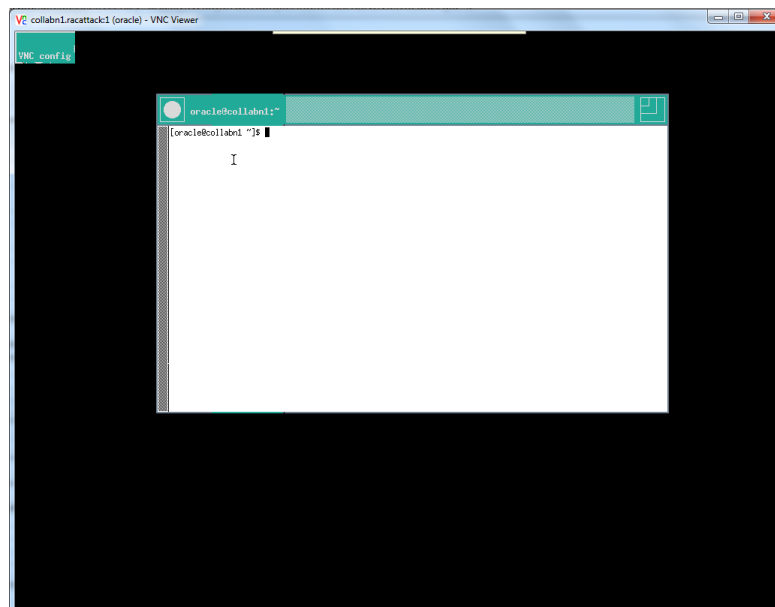 collabn1.racattack:1 (oracle) - VNC Viewer
VNC config
oracle@collabn1:~
[oracle@collabn1 ~]$